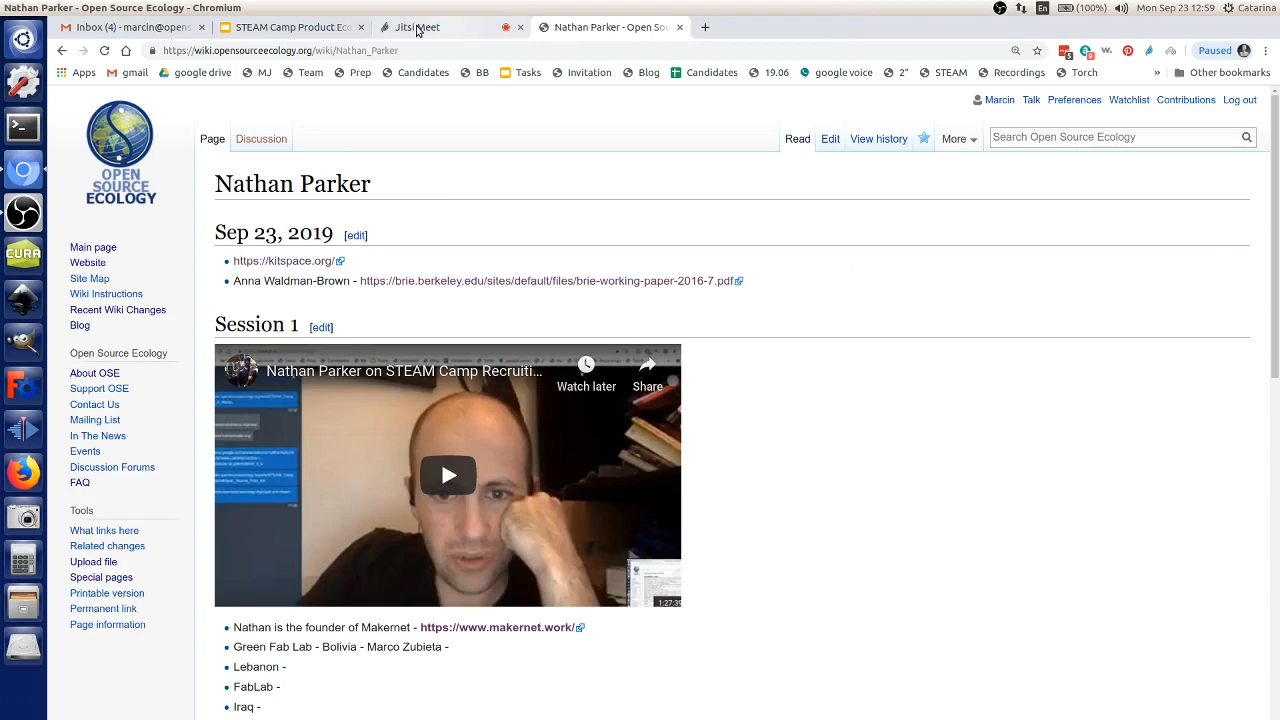 Nathan Parker - Open Source Ecology - Chromium
En (100%) Mon Sep 23 12:59 Catarina
Inbox (4) - marcin@opens × STEAM Camp Product Eco × Jitsi Meet × Nathan Parker - Open Sou × +
https://wiki.opensourceecology.org/wiki/Nathan_Parker Paused
Apps gmail google drive MJ Team Prep Candidates BB Tasks Invitation Blog Candidat 19.06 google voice 2" STEAM Recordings Torch » Other bookmarks
Marcin Talk Preferences Watchlist Contributions Log out
Page Discussion Read Edit View history More Search Open Source Ecology
OPEN
SOURCE
ECOLOGY
CURA
Main page
Website
Site Map
Wiki Instructions
Recent Wiki Changes
Blog
Open Source Ecology
About OSE
Support OSE
Contact Us
Mailing List
In The News
Events
Discussion Forums
FAQ
Tools
What links here
Related changes
Upload file
Special pages
Printable version
Permanent link
Page information
Nathan Parker
Sep 23, 2019 [edit]
https://kitspace.org/
Anna Waldman-Brown - https://brie.berkeley.edu/sites/default/files/brie-working-paper-2016-7.pdf
Session 1 [edit]
Nathan Parker on STEAM Camp Recruiti...
Watch later Share
1:27:39
Nathan is the founder of Makernet - https://www.makernet.work/
Green Fab Lab - Bolivia - Marco Zubieta -
Lebanon -
FabLab -
Iraq -